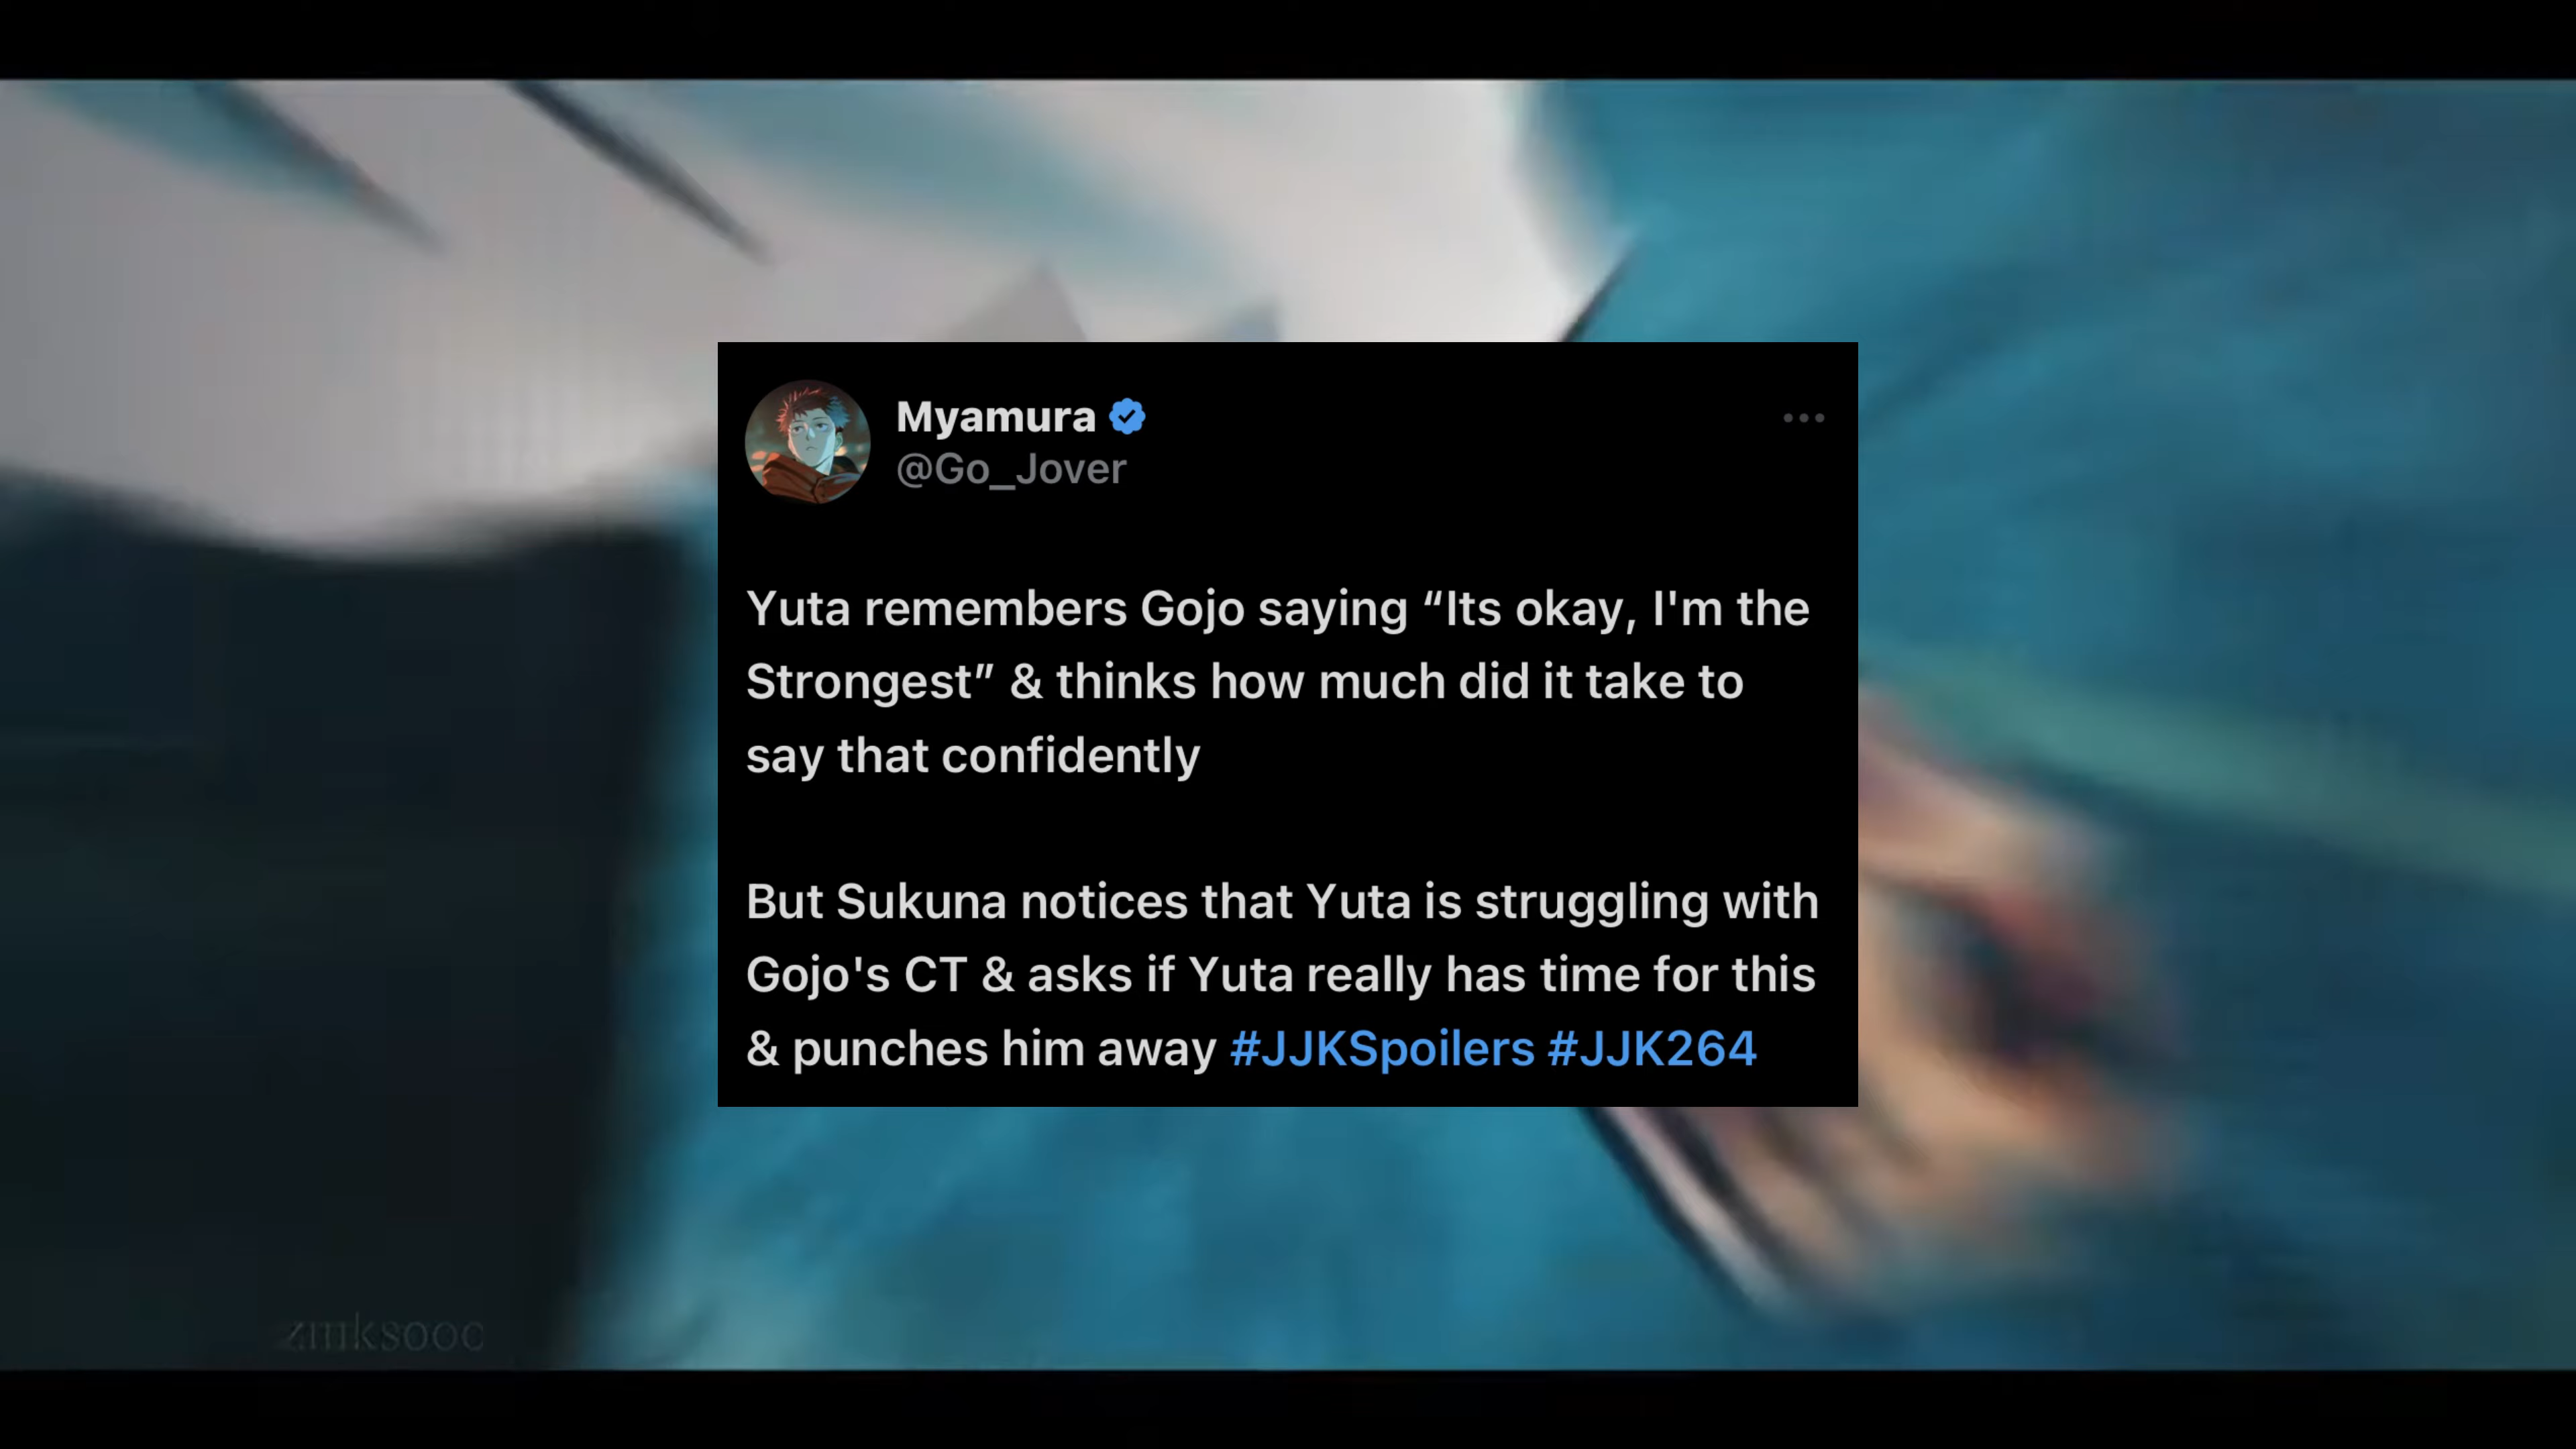 Myamura
@Go_Jover
Yuta remembers Gojo saying “Its okay, I'm the
Strongest” & thinks how much did it take to
say that confidently
But Sukuna notices that Yuta is struggling with
Gojo's CT & asks if Yuta really has time for this
& punches him away #JJKSpoilers #JJK264
zmksooc